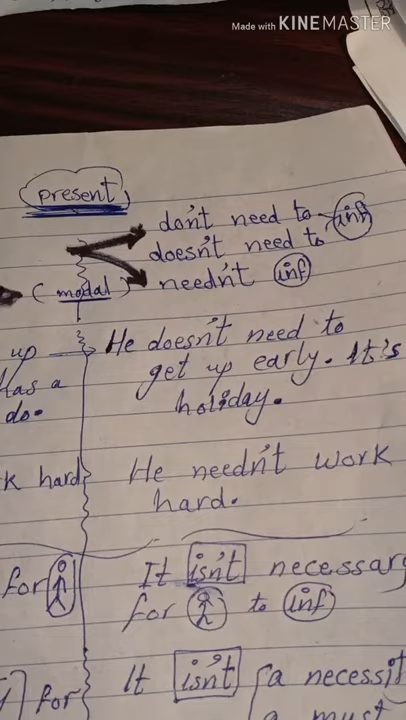 Made with KINEMASTER
present
don't need to inf
doesn't need to
(modal) needn't inf
up He doesn't need to
Has a get up early. It's
do. holiday.
k hard He needn't work
hard.
for It isn't necessary
for to inf
It isn't a necessit
for a must